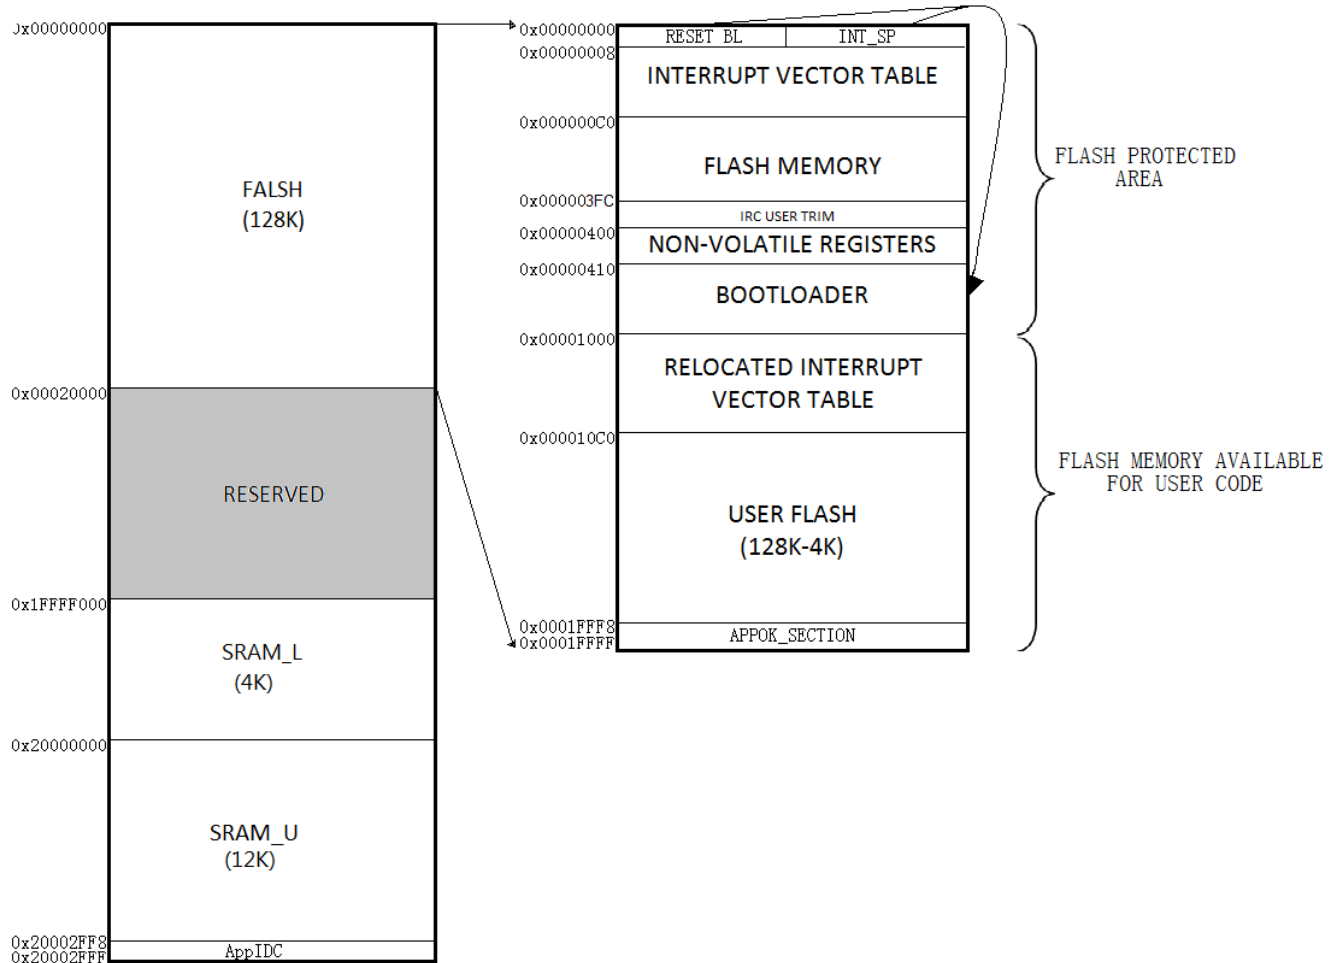 0x00000000
FALSH
(128K)
0x00020000
RESERVED
0x1FFFF000
SRAM_L
(4K)
0x20000000
SRAM_U
(12K)
0x20002FF8
AppIDC
0x20002FFF
0x00000000
RESET BL INT_SP
0x00000008
INTERRUPT VECTOR TABLE
0x000000C0
FLASH MEMORY
0x000003FC
IRC USER TRIM
0x00000400
NON-VOLATILE REGISTERS
0x00000410
BOOTLOADER
0x00001000
RELOCATED INTERRUPT
VECTOR TABLE
0x000010C0
USER FLASH
(128K-4K)
0x0001FFF8
APPOK_SECTION
0x0001FFFF
FLASH PROTECTED
AREA
FLASH MEMORY AVAILABLE
FOR USER CODE